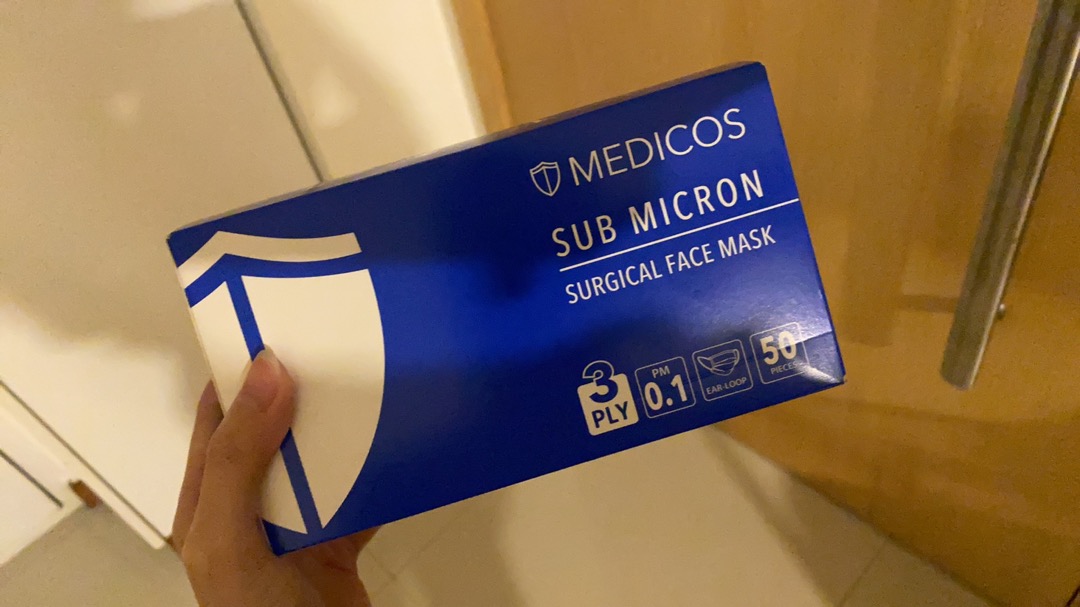 MEDICOS
SUB MICRON
SURGICAL FACE MASK
3
PLY
PM
0.1
EAR-LOOP
50
PIECES